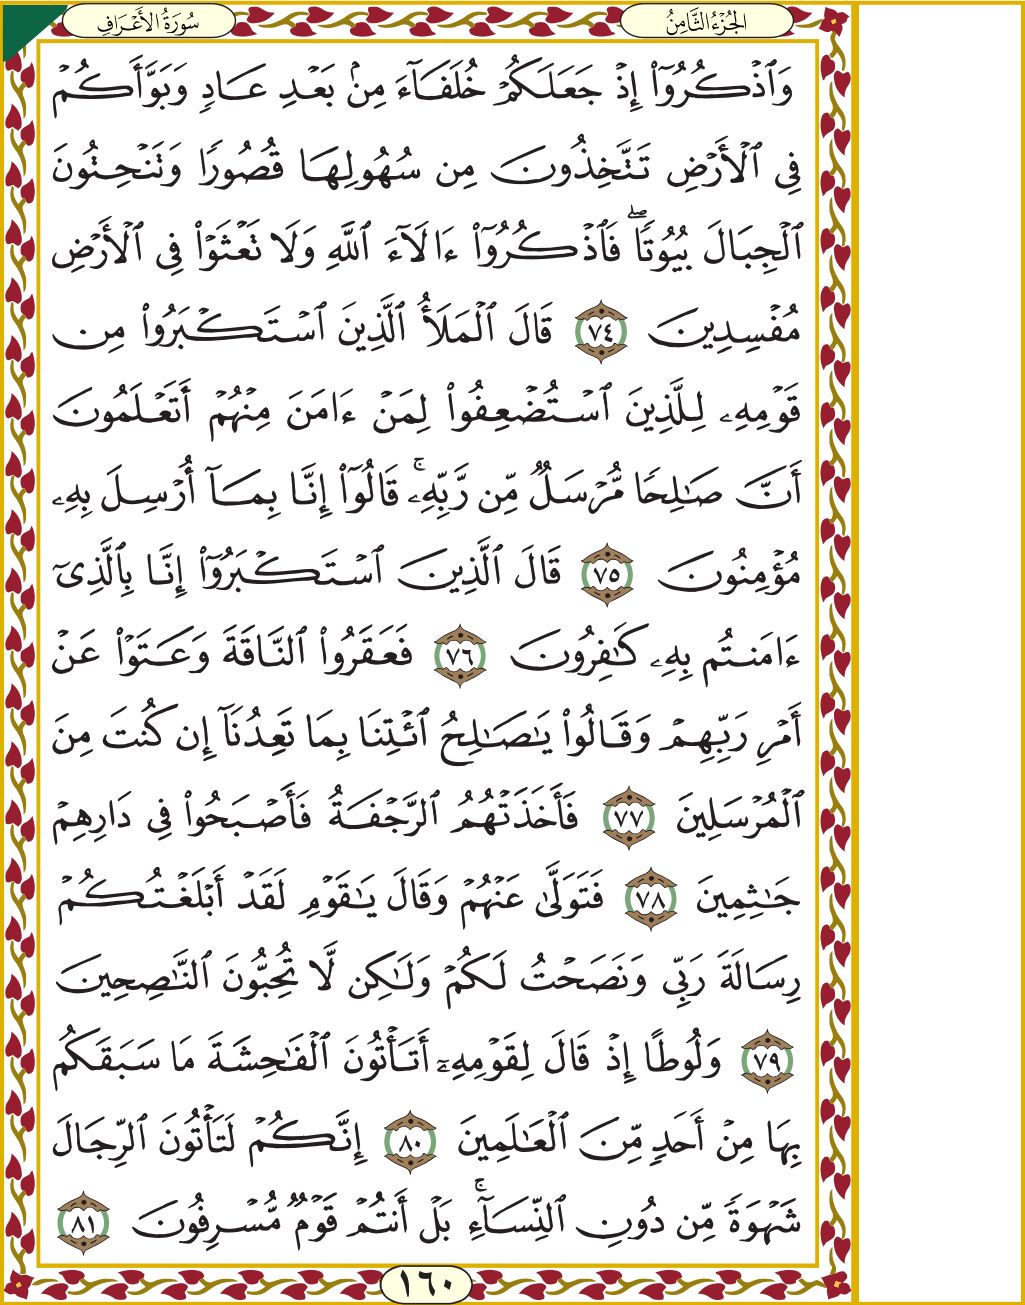 الجُزْءُ الثَّامِنُ
سُورَةُ الأَعْرَافِ
وَٱذْكُرُوٓا۟ إِذْ جَعَلَكُمْ خُلَفَآءَ مِنۢ بَعْدِ عَادٍ وَبَوَّأَكُمْ
فِى ٱلْأَرْضِ تَتَّخِذُونَ مِن سُهُولِهَا قُصُورًا وَتَنْحِتُونَ
ٱلْجِبَالَ بُيُوتًا ۖ فَٱذْكُرُوٓا۟ ءَالَآءَ ٱللَّهِ وَلَا تَعْثَوْا۟ فِى ٱلْأَرْضِ
مُفْسِدِينَ ٧٤ قَالَ ٱلْمَلَأُ ٱلَّذِينَ ٱسْتَكْبَرُوا۟ مِن
قَوْمِهِۦ لِلَّذِينَ ٱسْتُضْعِفُوا۟ لِمَنْ ءَامَنَ مِنْهُمْ أَتَعْلَمُونَ
أَنَّ صَـٰلِحًا مُّرْسَلٌ مِّن رَّبِّهِۦ ۚ قَالُوٓا۟ إِنَّا بِمَآ أُرْسِلَ بِهِۦ
مُؤْمِنُونَ ٧٥ قَالَ ٱلَّذِينَ ٱسْتَكْبَرُوٓا۟ إِنَّا بِٱلَّذِىٓ
ءَامَنتُم بِهِۦ كَـٰفِرُونَ ٧٦ فَعَقَرُوا۟ ٱلنَّاقَةَ وَعَتَوْا۟ عَنْ
أَمْرِ رَبِّهِمْ وَقَالُوا۟ يَـٰصَـٰلِحُ ٱئْتِنَا بِمَا تَعِدُنَآ إِن كُنتَ مِنَ
ٱلْمُرْسَلِينَ ٧٧ فَأَخَذَتْهُمُ ٱلرَّجْفَةُ فَأَصْبَحُوا۟ فِى دَارِهِمْ
جَـٰثِمِينَ ٧٨ فَتَوَلَّىٰ عَنْهُمْ وَقَالَ يَـٰقَوْمِ لَقَدْ أَبْلَغْتُكُمْ
رِسَالَةَ رَبِّى وَنَصَحْتُ لَكُمْ وَلَـٰكِن لَّا تُحِبُّونَ ٱلنَّـٰصِحِينَ
٧٩ وَلُوطًا إِذْ قَالَ لِقَوْمِهِۦٓ أَتَأْتُونَ ٱلْفَـٰحِشَةَ مَا سَبَقَكُم
بِهَا مِنْ أَحَدٍ مِّنَ ٱلْعَـٰلَمِينَ ٨٠ إِنَّكُمْ لَتَأْتُونَ ٱلرِّجَالَ
شَهْوَةً مِّن دُونِ ٱلنِّسَآءِ ۚ بَلْ أَنتُمْ قَوْمٌ مُّسْرِفُونَ ٨١
١٦٠